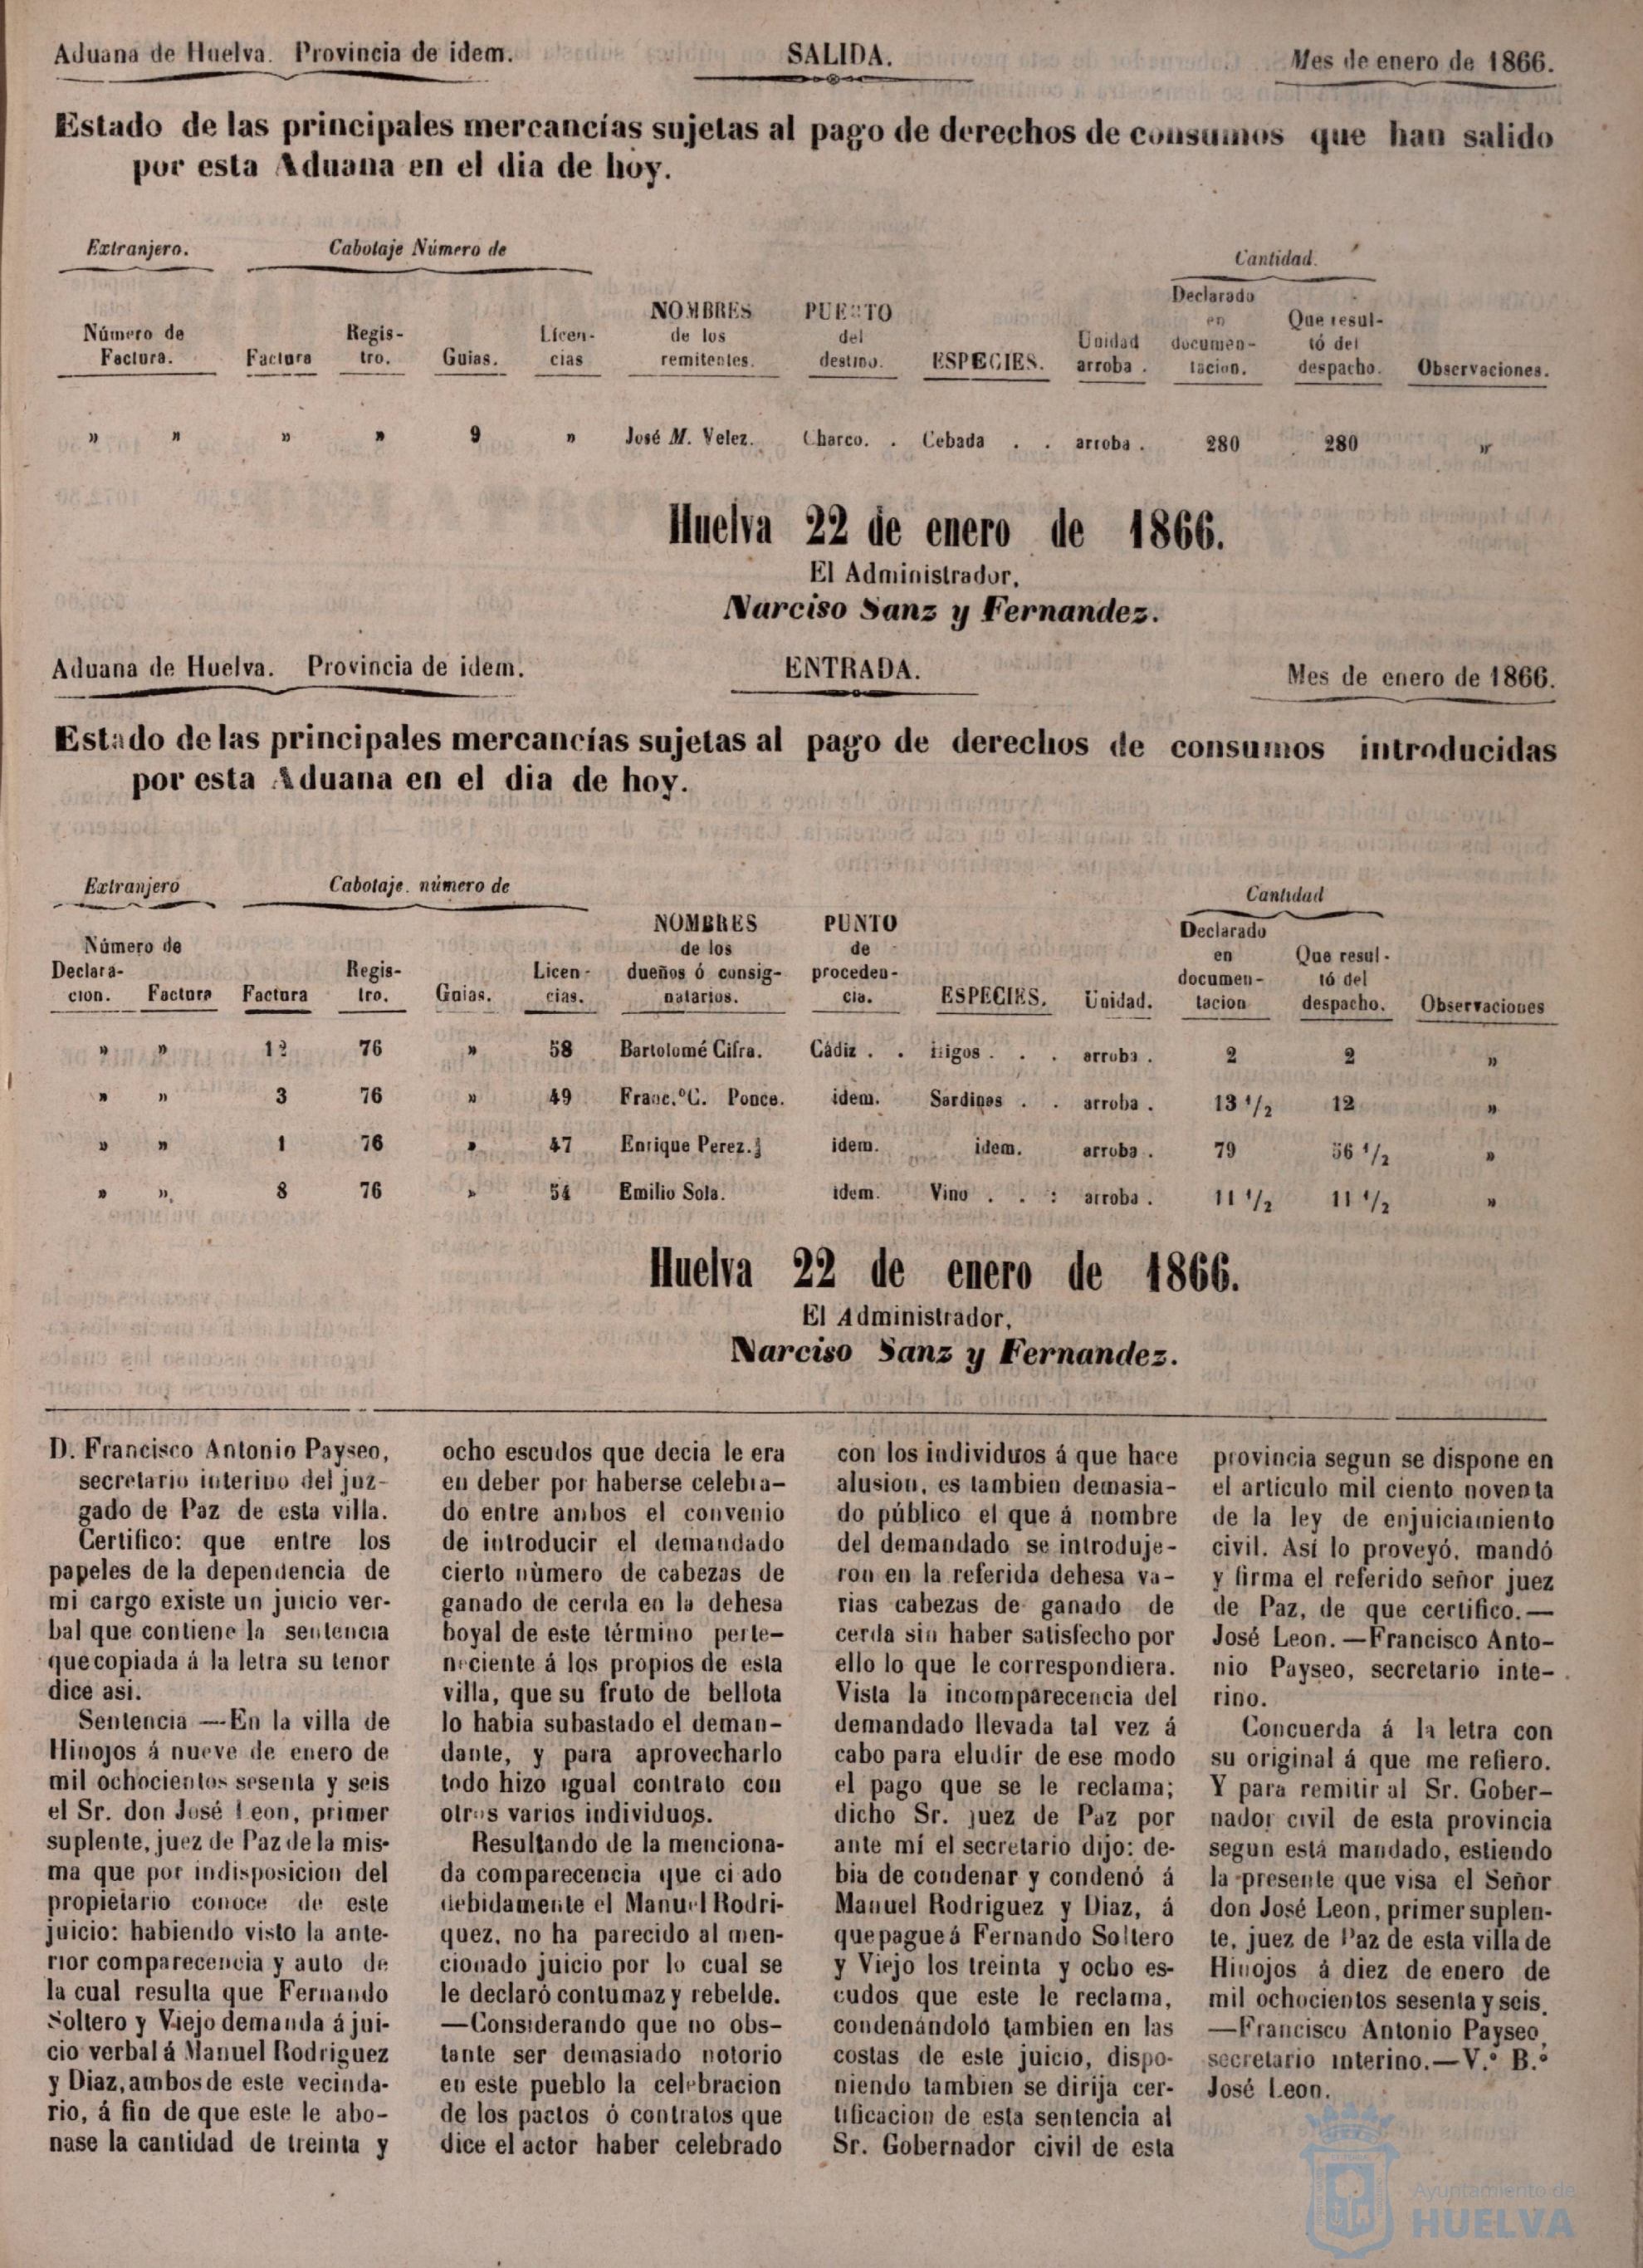 Aduana de Huelva. Provincia de idem.
SALIDA.
Mes de enero de 1866.
Estado de las principales mercancías sujetas al pago de derechos de consumos que han salido
por esta Aduana en el dia de hoy.
Extranjero. Cabotaje Número de Cantidad.
NOMBRES PUERTO Declarado
Número de Regis- Licen- de los del Unidad en Que resul-
documen- tó del
Factura. Factura tro. Guias. cias remitentes. destino. ESPECIES. arroba . tacion. despacho. Observaciones.
» » » » 9 » José M. Velez. Charco. . Cebada . . arroba . 280 280 »
Huelva 22 de enero de 1866.
El Administrador,
Narciso Sanz y Fernandez.
Aduana de Huelva. Provincia de idem.
ENTRADA.
Mes de enero de 1866.
Estado de las principales mercancías sujetas al pago de derechos de consumos introducidas
por esta Aduana en el dia de hoy.
Extranjero Cabotaje. número de Cantidad
NOMBRES PUNTO Declarado
Número de de los de en Que resul-
Declara- Regis- Licen- dueños ó consig- proceden- documen- tó del
cion. Factura Factura tro. Guias. cias. natarios. cia. ESPECIES. Unidad. tacion despacho. Observaciones
» » 12 76 » 58 Bartolomé Cifra. Cádiz . . Higos . . . arroba . 2 2 »
» » 3 76 » 49 Franc.º C. Ponce. idem. Sardinas . . arroba . 13 1/2 12 »
» » 1 76 » 47 Enrique Perez. idem. idem. arroba . 79 56 1/2 »
» » 8 76 » 54 Emilio Sola. idem. Vino . . : arroba . 11 1/2 11 1/2 »
Huelva 22 de enero de 1866.
El Administrador,
Narciso Sanz y Fernandez.
D. Francisco Antonio Payseo,
secretario interino del juz-
gado de Paz de esta villa.
Certifico: que entre los
papeles de la dependencia de
mi cargo existe un juicio ver-
bal que contiene la sentencia
que copiada á la letra su tenor
dice asi.
Sentencia —En la villa de
Hinojos á nueve de enero de
mil ochocientos sesenta y seis
el Sr. don José Leon, primer
suplente, juez de Paz de la mis-
ma que por indisposicion del
propietario conoce de este
juicio: habiendo visto la ante-
rior comparecencia y auto de
la cual resulta que Fernando
Soltero y Viejo demanda á jui-
cio verbal á Manuel Rodriguez
y Diaz, ambos de este vecinda-
rio, á fin de que este le abo-
nase la cantidad de treinta y
ocho escudos que decia le era
en deber por haberse celebra-
do entre ambos el convenio
de introducir el demandado
cierto número de cabezas de
ganado de cerda en la dehesa
boyal de este término perte-
neciente á los propios de esta
villa, que su fruto de bellota
lo habia subastado el deman-
dante, y para aprovecharlo
todo hizo igual contrato con
otros varios individuos.
Resultando de la menciona-
da comparecencia que ci ado
debidamente el Manuel Rodri-
quez, no ha parecido al men-
cionado juicio por lo cual se
le declaró contumaz y rebelde.
—Considerando que no obs-
tante ser demasiado notorio
en este pueblo la celebracion
de los pactos ó contratos que
dice el actor haber celebrado
con los individuos á que hace
alusion, es tambien demasia-
do público el que á nombre
del demandado se introduje-
ron en la referida dehesa va-
rias cabezas de ganado de
cerda sin haber satisfecho por
ello lo que le correspondiera.
Vista la incomparecencia del
demandado llevada tal vez á
cabo para eludir de ese modo
el pago que se le reclama;
dicho Sr. juez de Paz por
ante mí el secretario dijo: de-
bia de condenar y condenó á
Manuel Rodriguez y Diaz, á
que pague á Fernando Soltero
y Viejo los treinta y ocho es-
cudos que este le reclama,
condenándolo tambien en las
costas de este juicio, dispo-
niendo tambien se dirija cer-
tificacion de esta sentencia al
Sr. Gobernador civil de esta
provincia segun se dispone en
el articulo mil ciento noventa
de la ley de enjuiciamiento
civil. Así lo proveyó, mandó
y firma el referido señor juez
de Paz, de que certifico.—
José Leon. —Francisco Anto-
nio Payseo, secretario inte-
rino.
Concuerda á la letra con
su original á que me refiero.
Y para remitir al Sr. Gober-
nador civil de esta provincia
segun está mandado, estiendo
la presente que visa el Señor
don José Leon, primer suplen-
te, juez de Paz de esta villa de
Hinojos á diez de enero de
mil ochocientos sesenta y seis.
—Francisco Antonio Payseo,
secretario interino.—V.º B.º
José Leon.
Ayuntamiento de
HUELVA